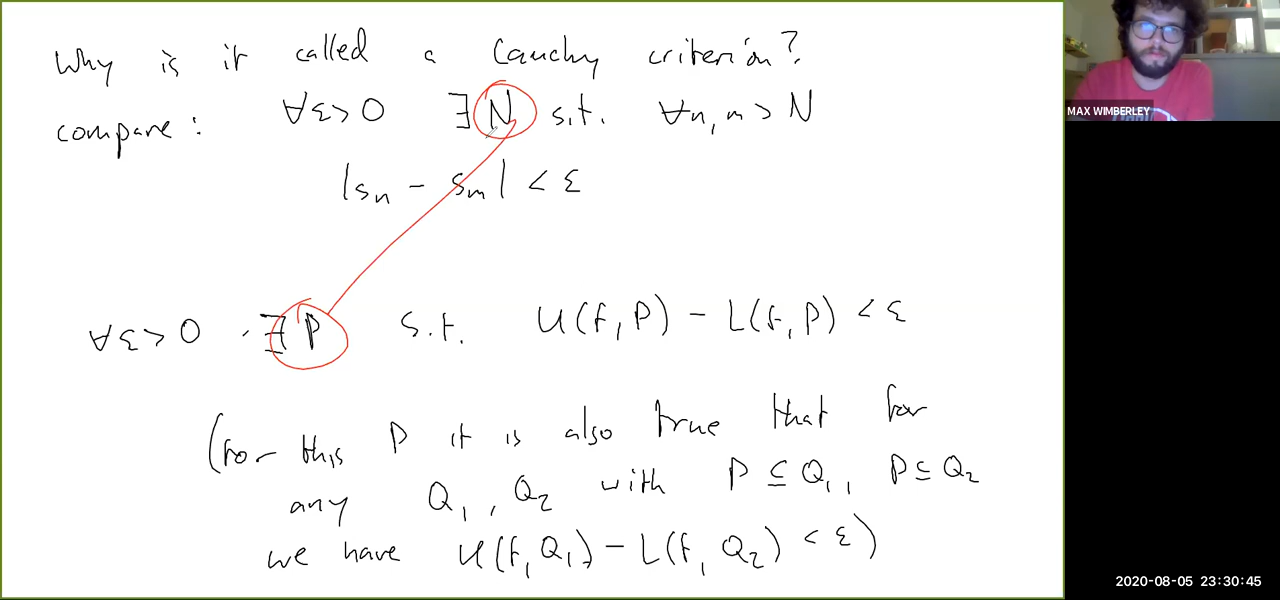 Why is it called a Cauchy criterion?
compare: ∀ε>0 ∃N s.t. ∀n,m > N
|sₙ - sₘ| < ε
∀ε>0 ∃P s.t. U(f,P) - L(f,P) < ε
(for this P it is also true that for
any Q₁, Q₂ with P ⊆ Q₁, P ⊆ Q₂
we have U(f,Q₁) - L(f,Q₂) < ε)
MAX WIMBERLEY
2020-08-05 23:30:45